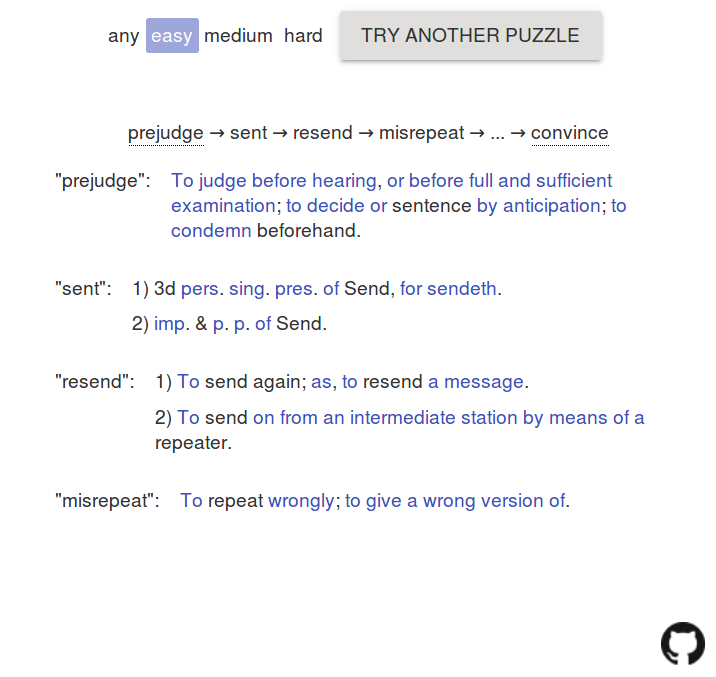 any easy medium hard TRY ANOTHER PUZZLE
prejudge → sent → resend → misrepeat → ... → convince
"prejudge": To judge before hearing, or before full and sufficient
examination; to decide or sentence by anticipation; to
condemn beforehand.
"sent": 1) 3d pers. sing. pres. of Send, for sendeth.
2) imp. & p. p. of Send.
"resend": 1) To send again; as, to resend a message.
2) To send on from an intermediate station by means of a
repeater.
"misrepeat": To repeat wrongly; to give a wrong version of.